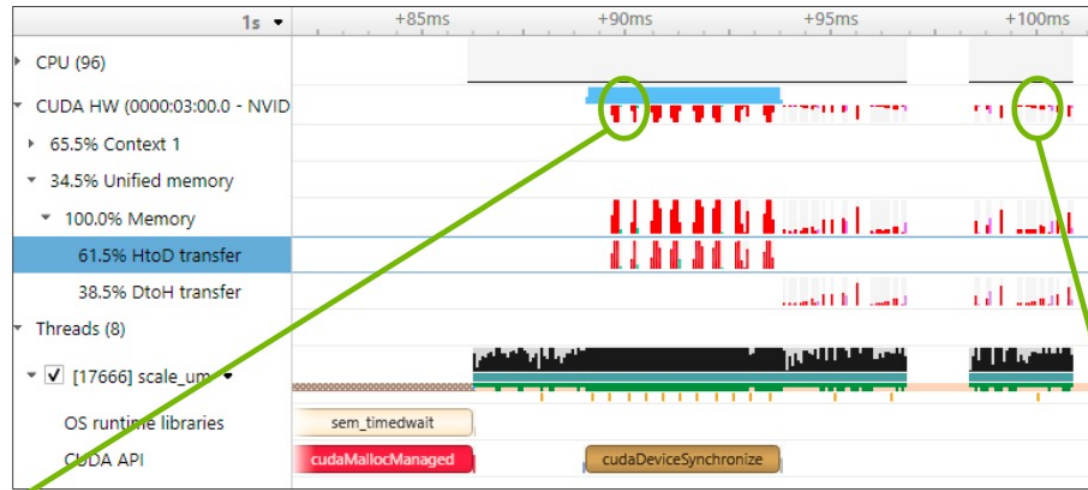 1s
+85ms +90ms +95ms +100ms
CPU (96)
CUDA HW (0000:03:00.0 - NVID
65.5% Context 1
34.5% Unified memory
100.0% Memory
61.5% HtoD transfer
38.5% DtoH transfer
Threads (8)
[17666] scale_um
OS runtime libraries
sem_timedwait
CUDA API
cudaMallocManaged
cudaDeviceSynchronize